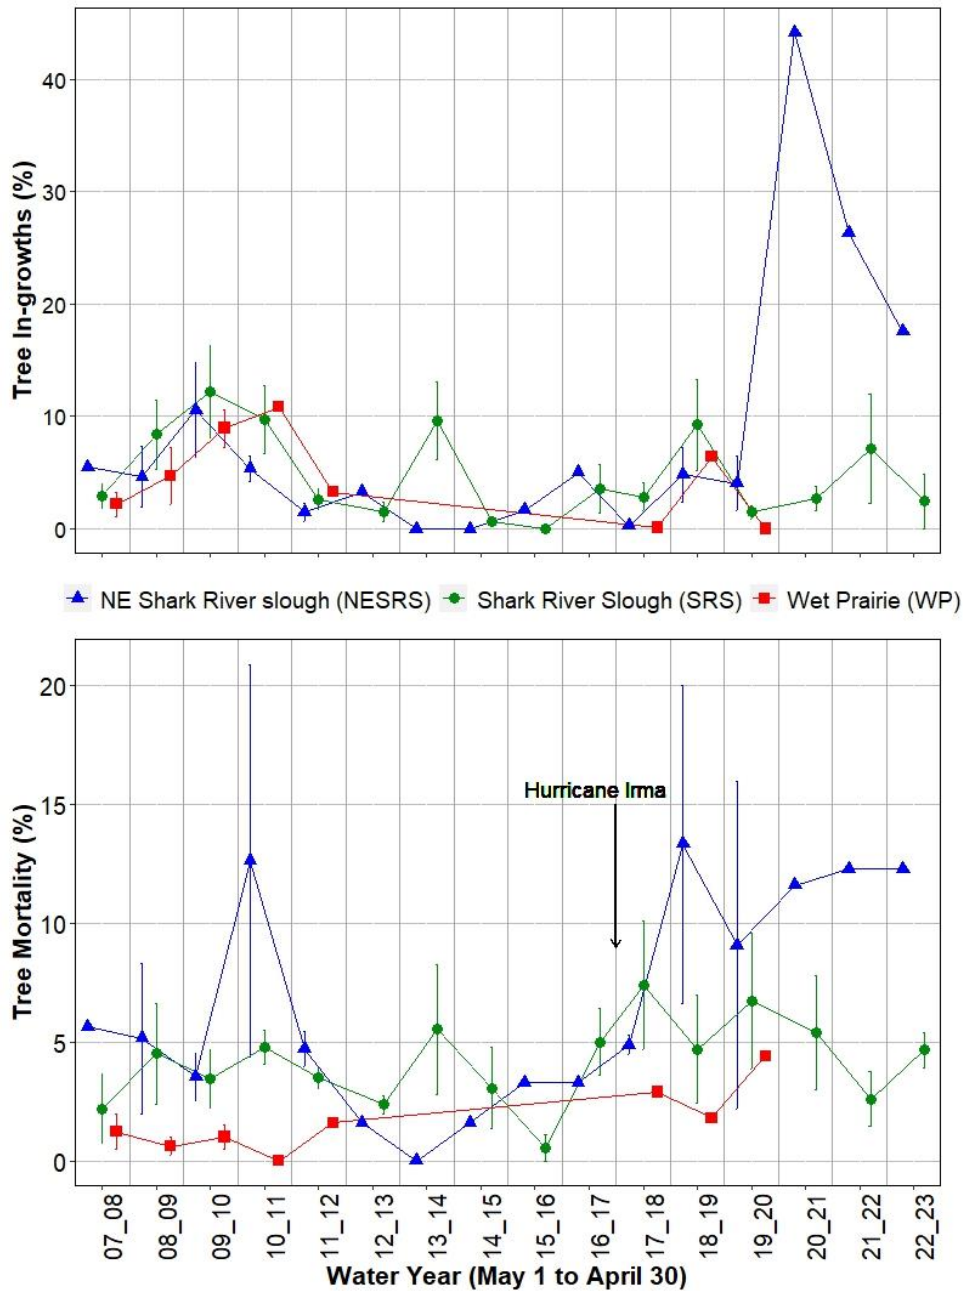 Tree In-growths (%)
40
30
20
10
0
NE Shark River slough (NESRS) Shark River Slough (SRS) Wet Prairie (WP)
Tree Mortality (%)
20
15
10
5
0
Hurricane Irma
07_08 08_09 09_10 10_11 11_12 12_13 13_14 14_15 15_16 16_17 17_18 18_19 19_20 20_21 21_22 22_23
Water Year (May 1 to April 30)